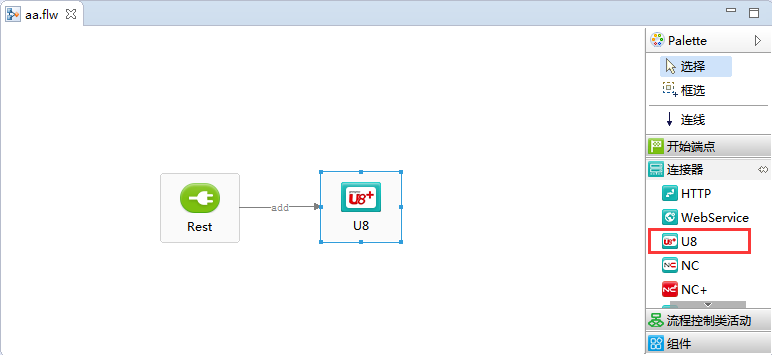 aa.flw
Palette
选择
框选
连线
开始端点
连接器
HTTP
WebService
U8
NC
NC+
流程控制类活动
组件
Rest
add
U8